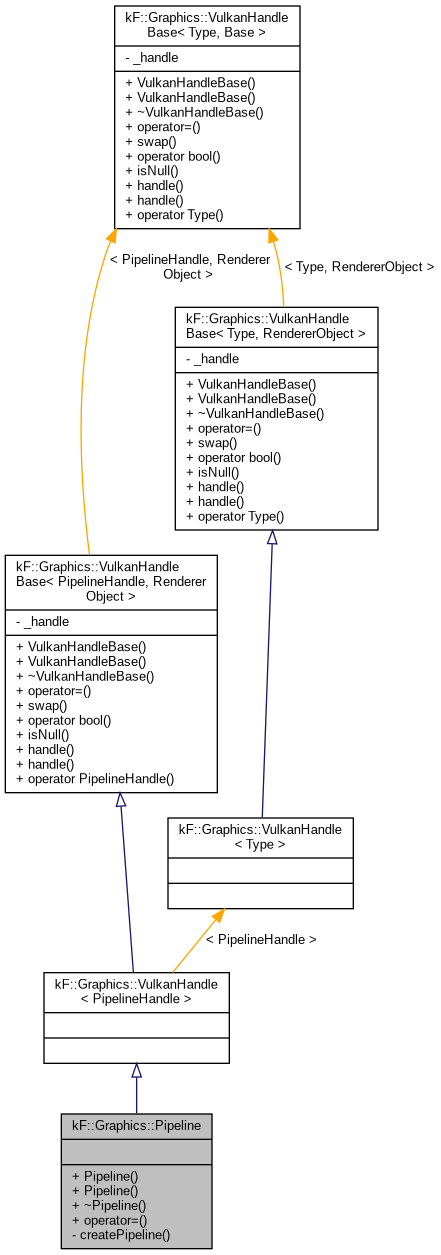 kF::Graphics::VulkanHandle
Base< Type, Base >
- _handle
+ VulkanHandleBase()
+ VulkanHandleBase()
+ ~VulkanHandleBase()
+ operator=()
+ swap()
+ operator bool()
+ isNull()
+ handle()
+ handle()
+ operator Type()
< PipelineHandle, Renderer
Object >
< Type, RendererObject >
kF::Graphics::VulkanHandle
Base< Type, RendererObject >
- _handle
+ VulkanHandleBase()
+ VulkanHandleBase()
+ ~VulkanHandleBase()
+ operator=()
+ swap()
+ operator bool()
+ isNull()
+ handle()
+ handle()
+ operator Type()
kF::Graphics::VulkanHandle
Base< PipelineHandle, Renderer
Object >
- _handle
+ VulkanHandleBase()
+ VulkanHandleBase()
+ ~VulkanHandleBase()
+ operator=()
+ swap()
+ operator bool()
+ isNull()
+ handle()
+ handle()
+ operator PipelineHandle()
kF::Graphics::VulkanHandle
< Type >
< PipelineHandle >
kF::Graphics::VulkanHandle
< PipelineHandle >
kF::Graphics::Pipeline
+ Pipeline()
+ Pipeline()
+ ~Pipeline()
+ operator=()
- createPipeline()